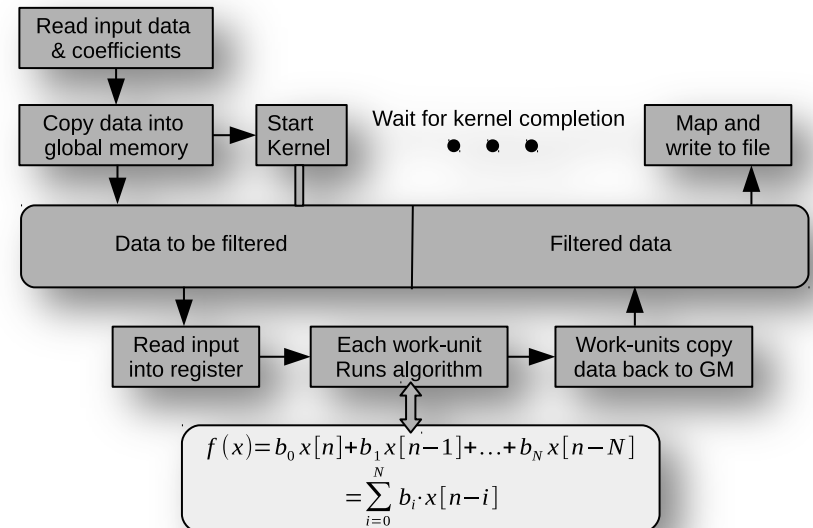 Read input data
& coefficients
Copy data into
global memory
Start
Kernel
Wait for kernel completion
Map and
write to file
Data to be filtered
Filtered data
Read input
into register
Each work-unit
Runs algorithm
Work-units copy
data back to GM
f(x)=b₀x[n]+b₁x[n−1]+…+b_N x[n−N]
=∑_{i=0}^{N} b_i·x[n−i]